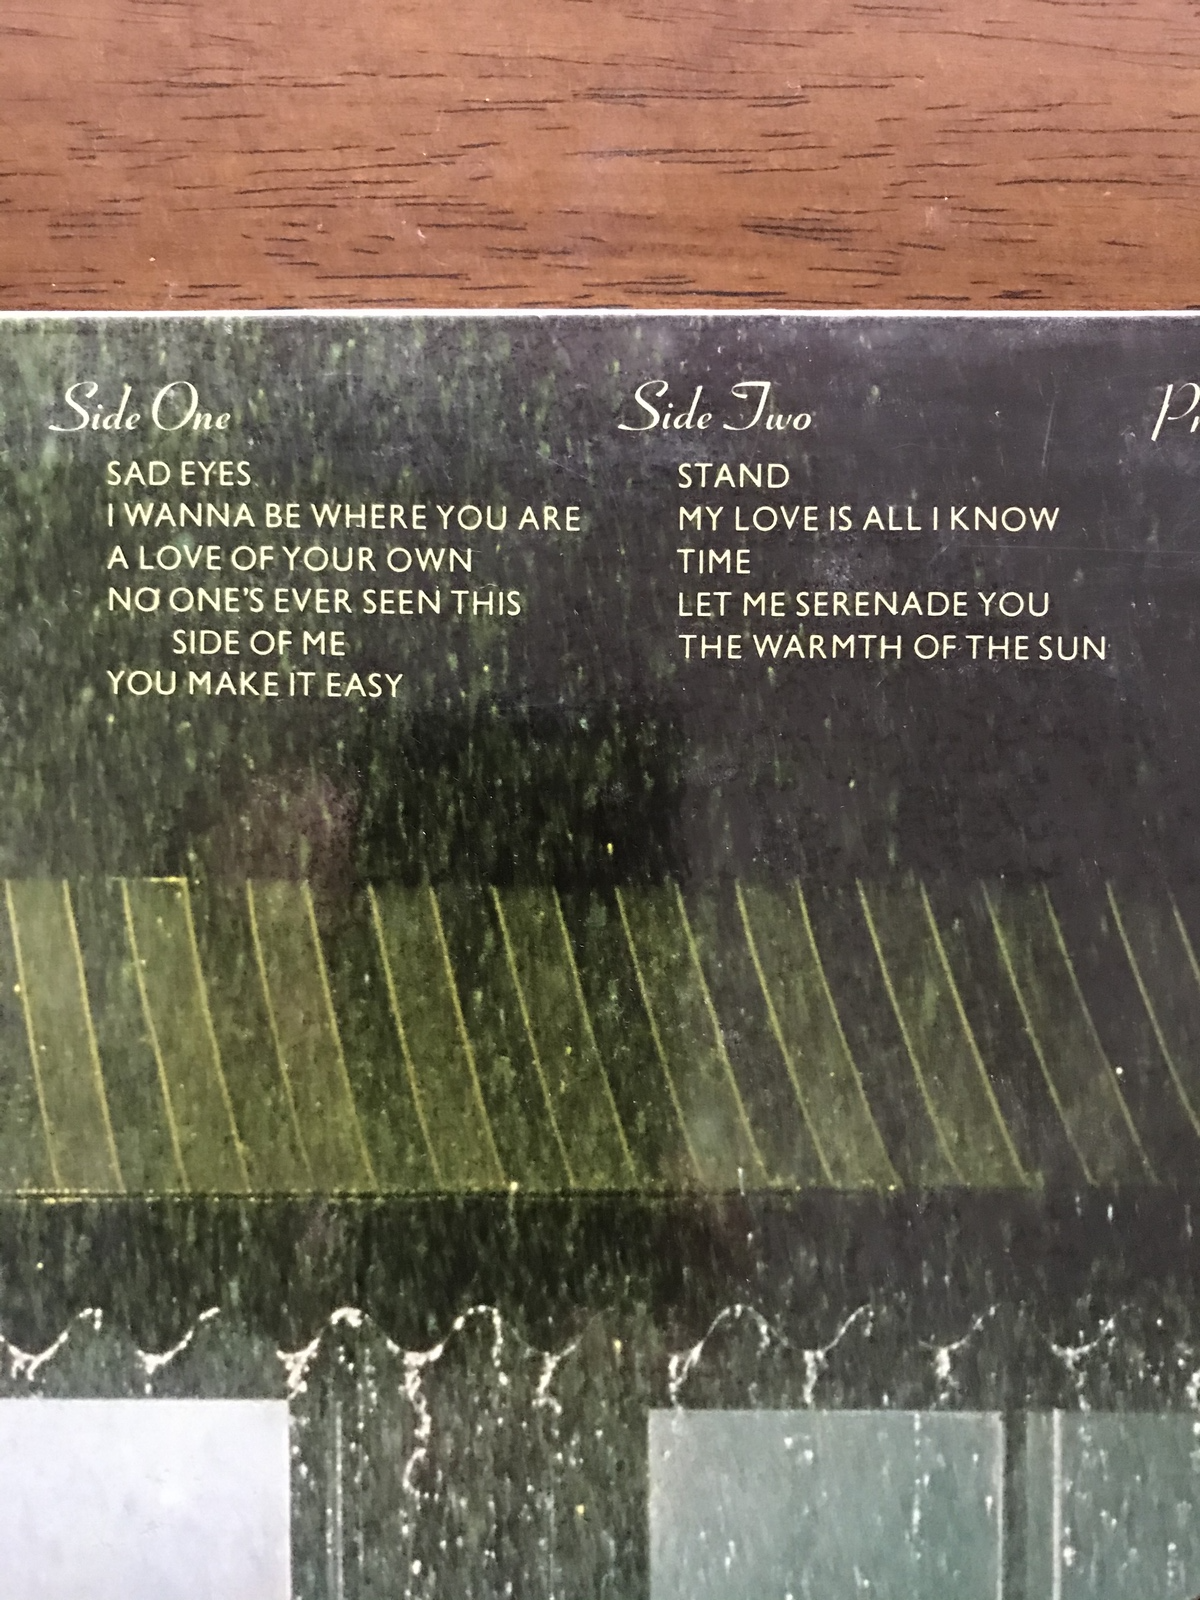 Side One
SAD EYES
I WANNA BE WHERE YOU ARE
A LOVE OF YOUR OWN
NO ONE'S EVER SEEN THIS
SIDE OF ME
YOU MAKE IT EASY
Side Two
STAND
MY LOVE IS ALL I KNOW
TIME
LET ME SERENADE YOU
THE WARMTH OF THE SUN